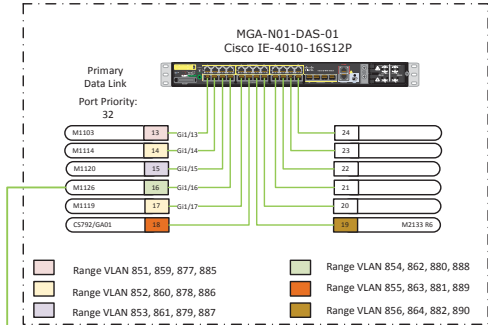 MGA-N01-DAS-01
Cisco IE-4010-16S12P
Primary
Data Link
Port Priority:
32
M1103 13 Gi1/13
M1114 14 Gi1/14
M1120 15 Gi1/15
M1126 16 Gi1/16
M1119 17 Gi1/17
CS792/GA01 18
24
23
22
21
20
19 M2133 R6
Range VLAN 851, 859, 877, 885
Range VLAN 852, 860, 878, 886
Range VLAN 853, 861, 879, 887
Range VLAN 854, 862, 880, 888
Range VLAN 855, 863, 881, 889
Range VLAN 856, 864, 882, 890